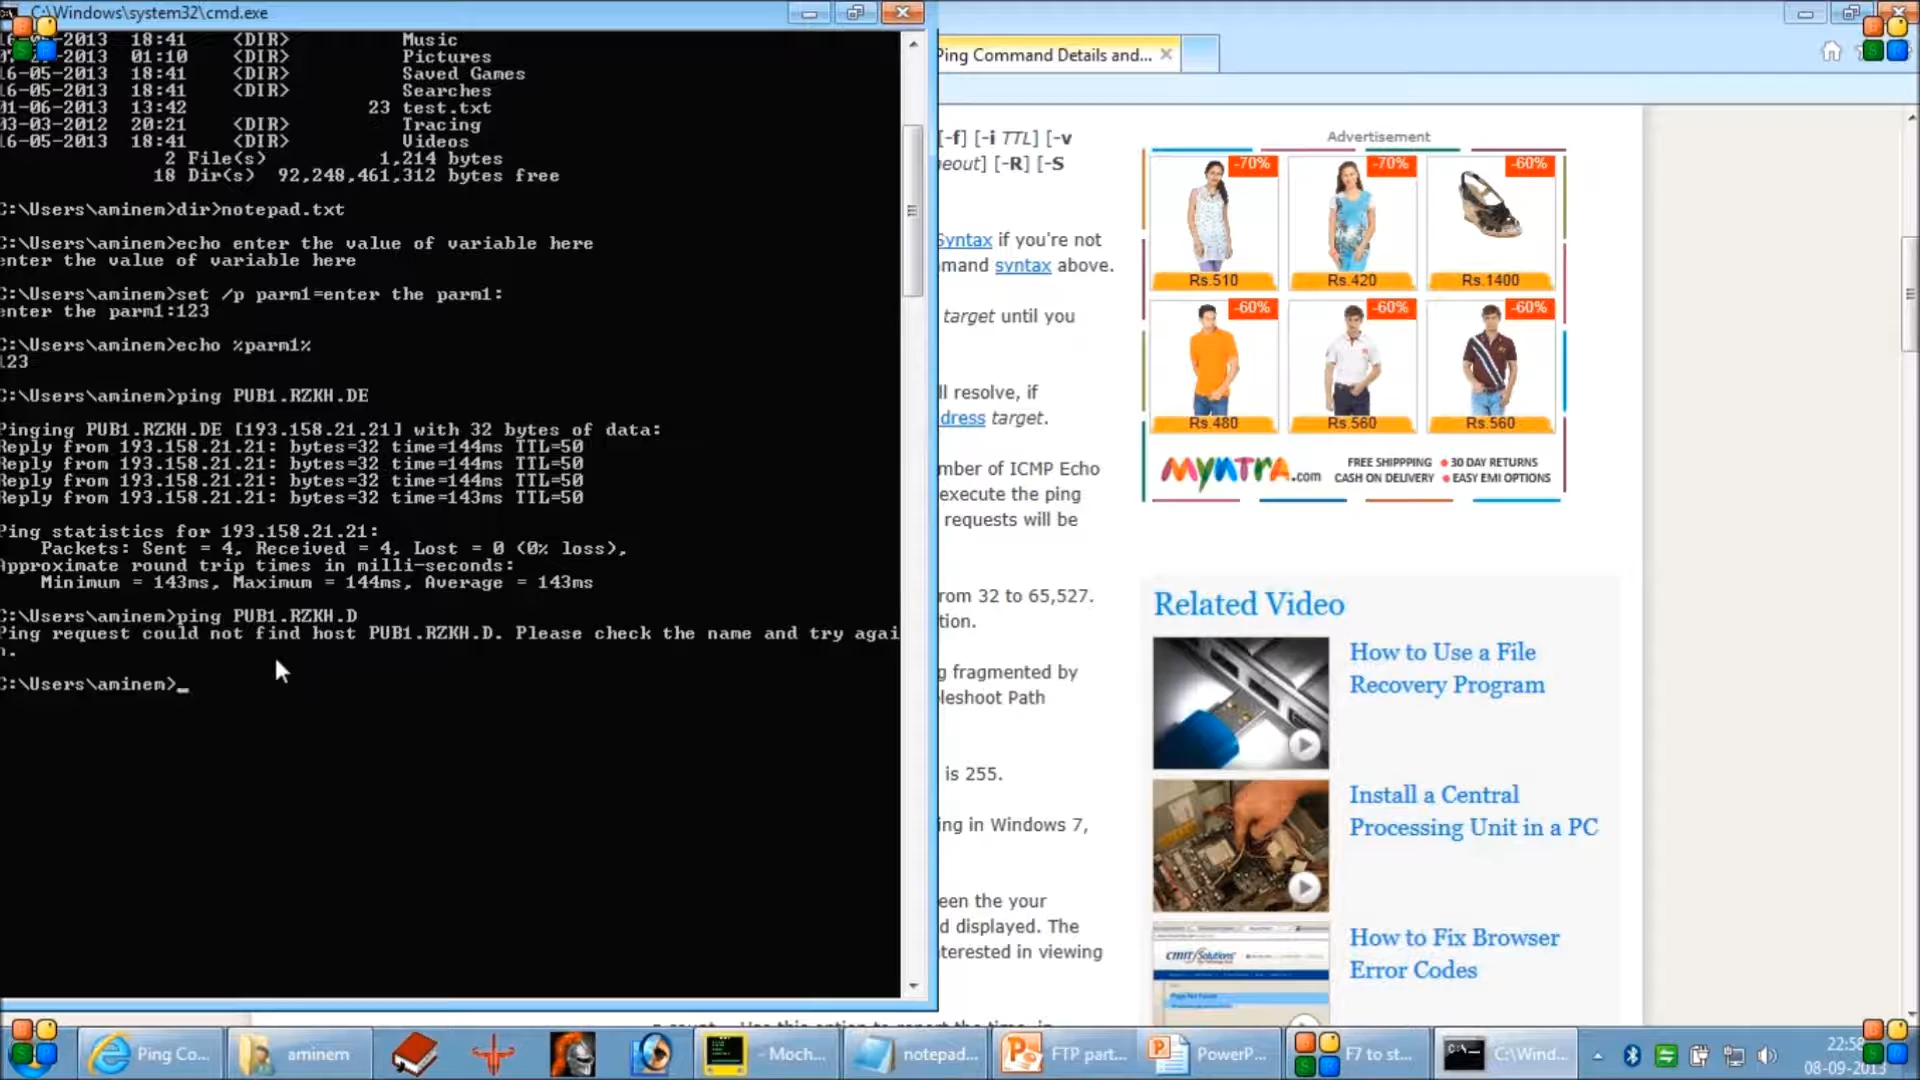 C:\Windows\system32\cmd.exe
16-05-2013 18:41 <DIR> Music
01:10 <DIR> Pictures
16-05-2013 18:41 <DIR> Saved Games
16-05-2013 18:41 <DIR> Searches
01-06-2013 13:42 23 test.txt
03-03-2012 20:21 <DIR> Tracing
16-05-2013 18:41 <DIR> Videos
2 File(s) 1,214 bytes
18 Dir(s) 92,248,461,312 bytes free
C:\Users\aminem>dir>notepad.txt
C:\Users\aminem>echo enter the value of variable here
enter the value of variable here
C:\Users\aminem>set /p parm1=enter the parm1:
enter the parm1:123
C:\Users\aminem>echo %parm1%
123
C:\Users\aminem>ping PUB1.RZKH.DE
Pinging PUB1.RZKH.DE [193.158.21.21] with 32 bytes of data:
Reply from 193.158.21.21: bytes=32 time=144ms TTL=50
Reply from 193.158.21.21: bytes=32 time=144ms TTL=50
Reply from 193.158.21.21: bytes=32 time=144ms TTL=50
Reply from 193.158.21.21: bytes=32 time=143ms TTL=50
Ping statistics for 193.158.21.21:
Packets: Sent = 4, Received = 4, Lost = 0 (0% loss),
Approximate round trip times in milli-seconds:
Minimum = 143ms, Maximum = 144ms, Average = 143ms
C:\Users\aminem>ping PUB1.RZKH.D
Ping request could not find host PUB1.RZKH.D. Please check the name and try agai
n.
C:\Users\aminem>_
Ping Command Details and...
[-f] [-i TTL] [-v
eout] [-R] [-S
Syntax if you're not
mand syntax above.
target until you
ll resolve, if
dress target.
mber of ICMP Echo
execute the ping
requests will be
rom 32 to 65,527.
tion.
g fragmented by
leshoot Path
is 255.
ing in Windows 7,
een the your
d displayed. The
terested in viewing
Advertisement
-70% -70% -60%
Rs.510 Rs.420 Rs.1400
-60% -60% -60%
Rs.480 Rs.560 Rs.560
myntra.com
FREE SHIPPPING • 30 DAY RETURNS
CASH ON DELIVERY • EASY EMI OPTIONS
Related Video
How to Use a File
Recovery Program
Install a Central
Processing Unit in a PC
CMIT Solutions
How to Fix Browser
Error Codes
Ping Co...
aminem
- Moch...
notepad...
FTP part...
PowerP...
F7 to st...
C:\Wind...
22:58
08-09-2013